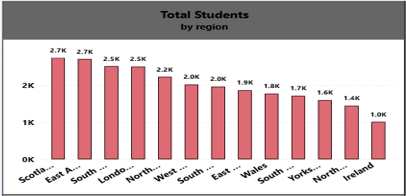 Total Students
by region
2.7K
2.7K
2.5K
2.5K
2.2K
2.0K
2.0K
1.9K
1.8K
1.7K
1.6K
1.4K
1.0K
2K
1K
0K
Scotla...
East A...
South ...
Londo...
North...
West ...
South ...
East ...
Wales
South ...
Yorks...
North...
Ireland